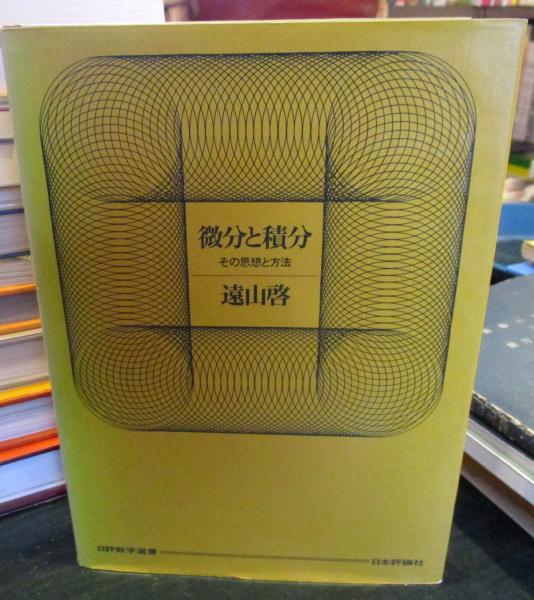 微分と積分
その思想と方法
遠山啓
日評数学選書
日本評論社